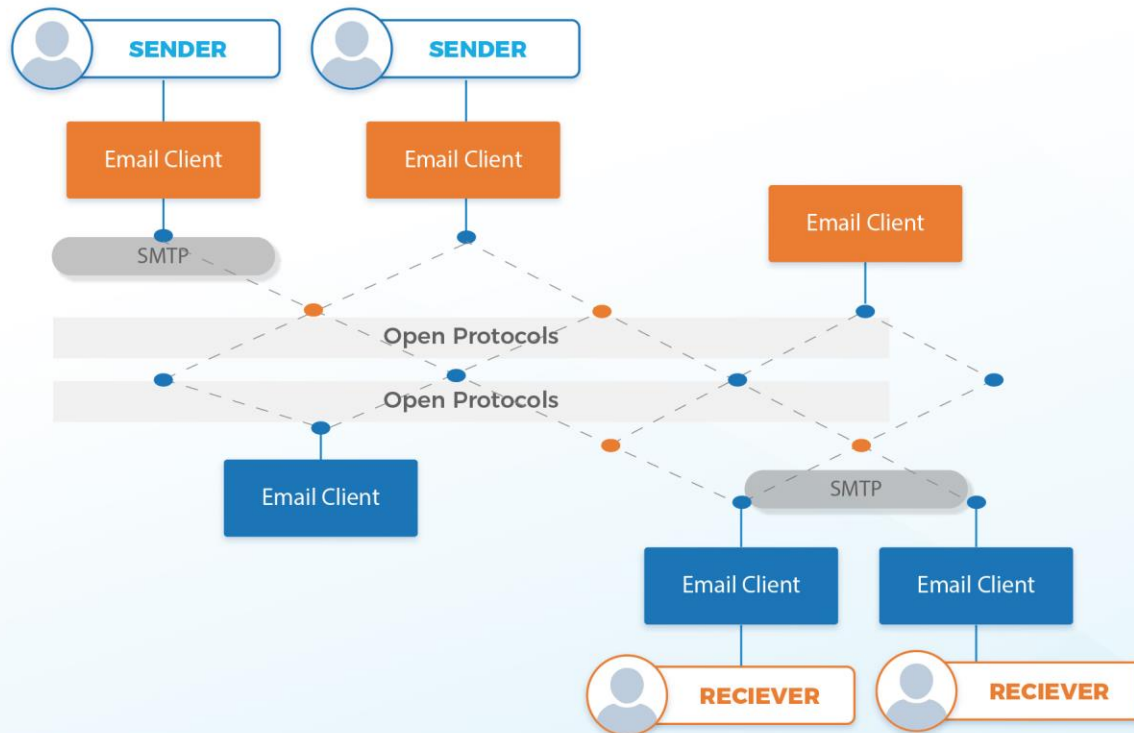 SENDER
SENDER
Email Client
Email Client
Email Client
SMTP
Open Protocols
Open Protocols
Email Client
SMTP
Email Client
Email Client
RECIEVER
RECIEVER